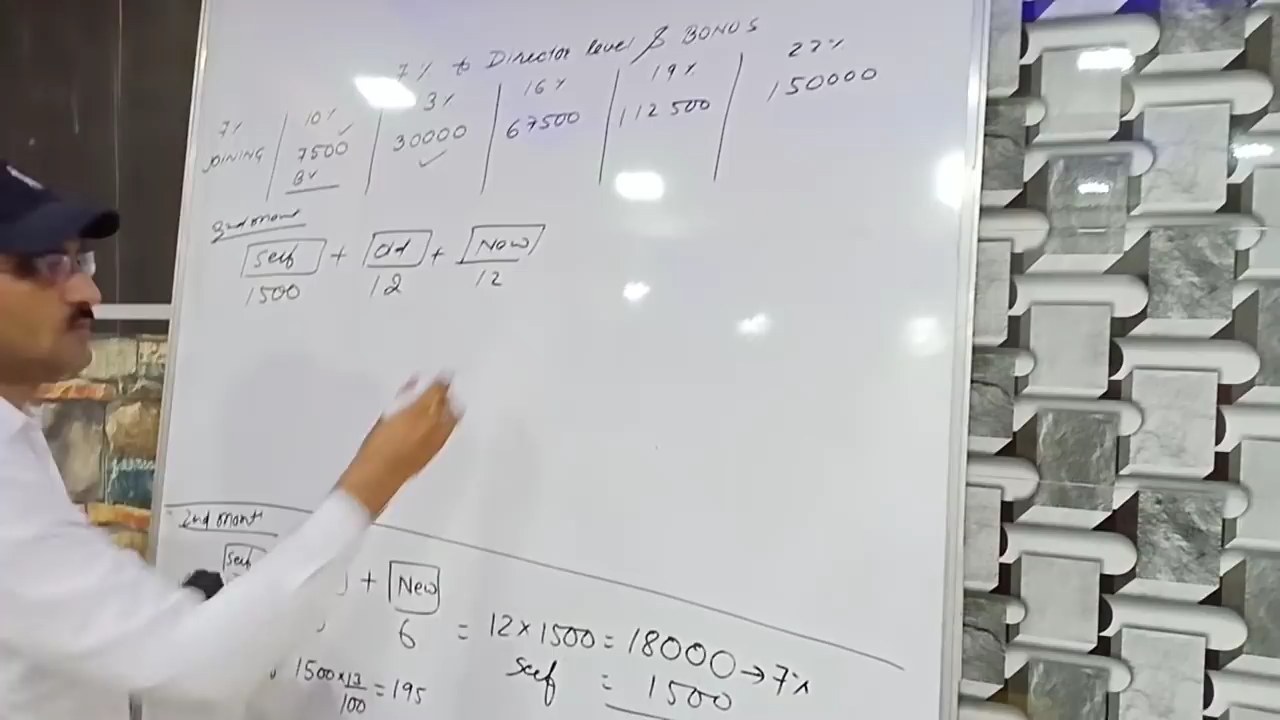 7% to Director level $ BONUS
7% 10% 3% 16% 19% 22%
JOINING 7500 30000 67500 112500 150000
BV
Self + Old + New
1500 12 12
2nd mont
Self + New
6 = 12 x 1500 = 18000 → 7%
self = 1500
1500 x 13/100 = 195